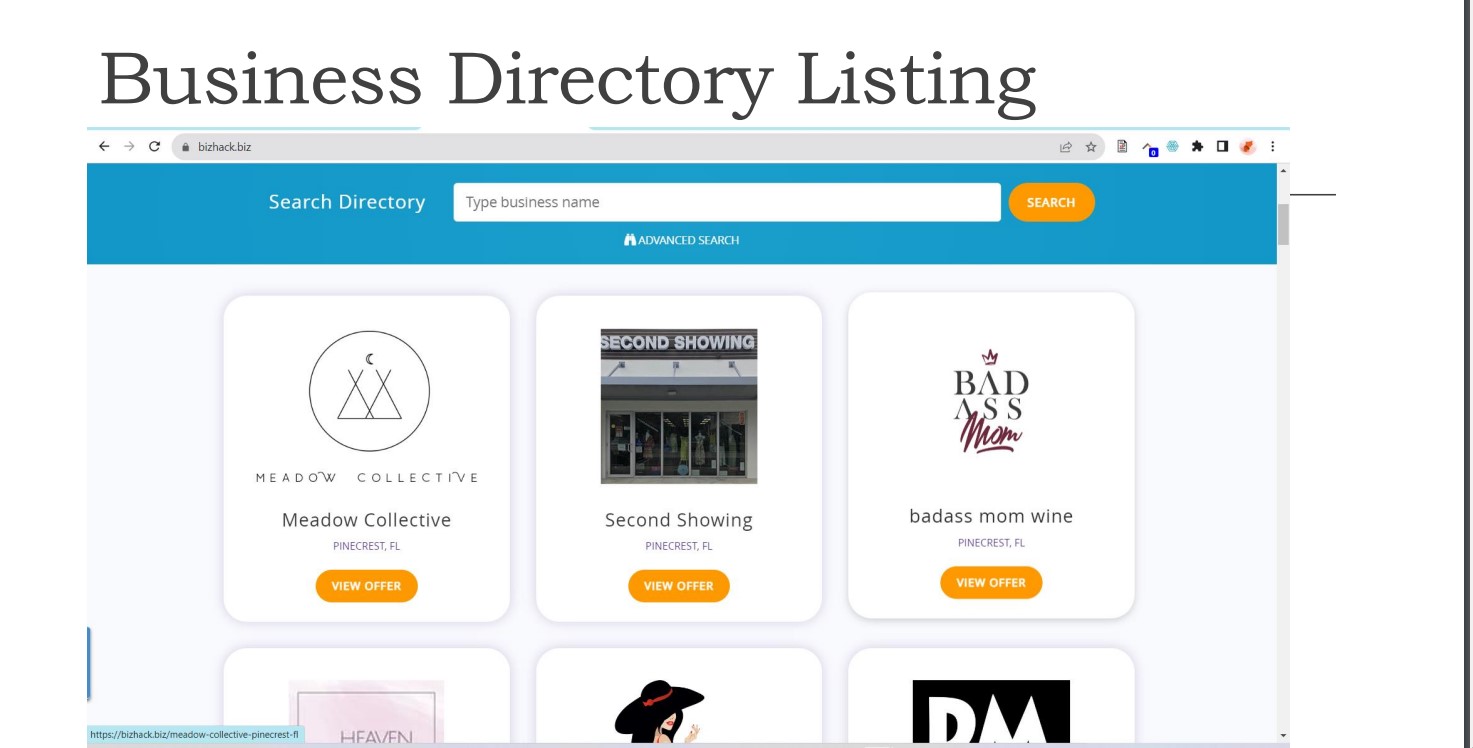 Business Directory Listing
bizhack.biz
0
Search Directory
Type business name
SEARCH
ADVANCED SEARCH
MEADOW COLLECTIVE
Meadow Collective
PINECREST, FL
VIEW OFFER
SECOND SHOWING
Second Showing
PINECREST, FL
VIEW OFFER
BAD
ASS
Mom
badass mom wine
PINECREST, FL
VIEW OFFER
HEAVEN
DM
https://bizhack.biz/meadow-collective-pinecrest-fl